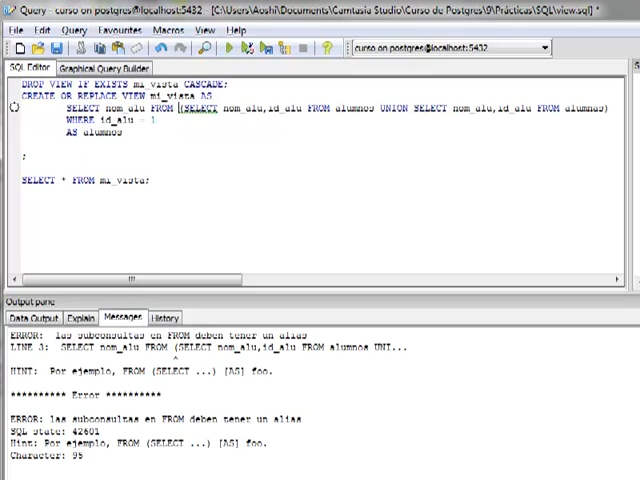 Query - curso on postgres@localhost:5432 - [C:\Users\Aoshi\Documents\Camtasia Studio\Curso de Postgres\9\Prácticas\SQL\view.sql] *
File Edit Query Favourites Macros View Help
curso on postgres@localhost:5432
SQL Editor Graphical Query Builder
DROP VIEW IF EXISTS mi_vista CASCADE;
CREATE OR REPLACE VIEW mi_vista AS
SELECT nom_alu FROM (SELECT nom_alu,id_alu FROM alumnos UNION SELECT nom_alu,id_alu FROM alumnas)
WHERE id_alu = 1
AS alumnos
;
SELECT * FROM mi_vista;
Output pane
Data Output Explain Messages History
ERROR: las subconsultas en FROM deben tener un alias
LINE 3: SELECT nom_alu FROM (SELECT nom_alu,id_alu FROM alumnos UNI...
^
HINT: Por ejemplo, FROM (SELECT ...) [AS] foo.
********** Error **********
ERROR: las subconsultas en FROM deben tener un alias
SQL state: 42601
Hint: Por ejemplo, FROM (SELECT ...) [AS] foo.
Character: 95